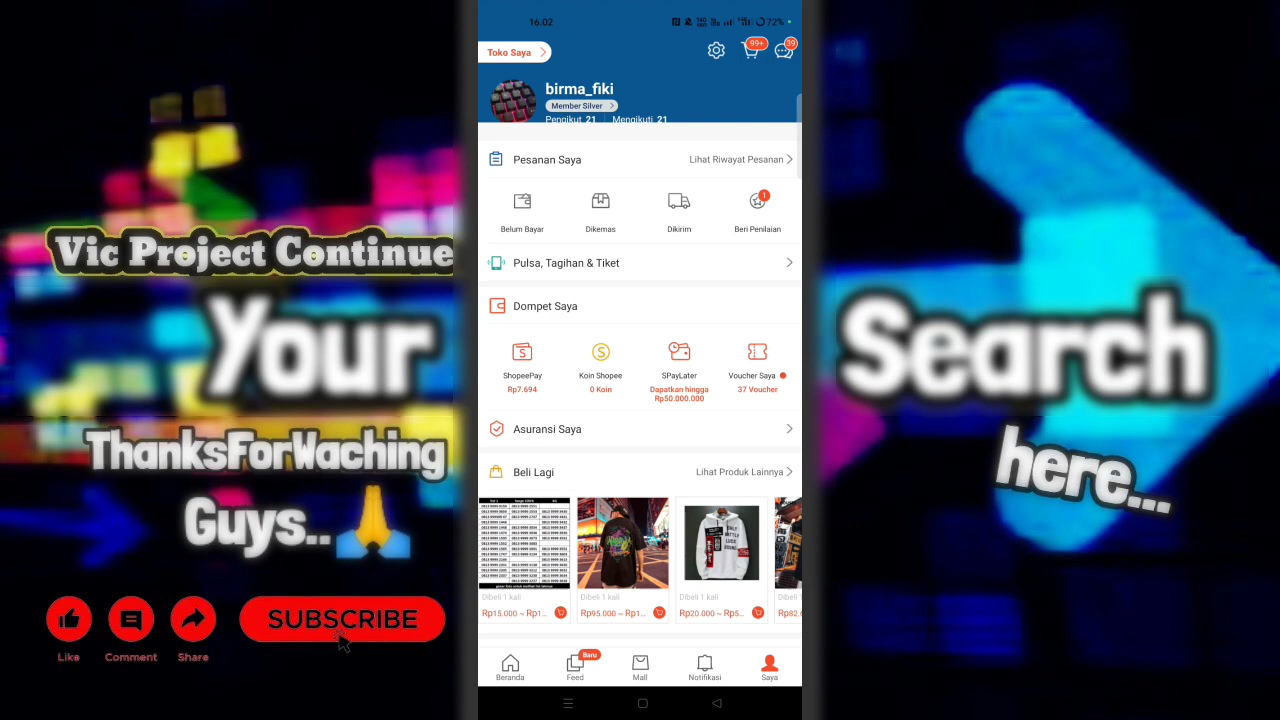 Vic Project Continue
Your
ThanksForWaching
Guys..🙏
Like
Comment
Share
SUBSCRIBE
16.02
72%
Toko Saya
99+
39
birma_fiki
Member Silver
Pengikut 21
Mengikuti 21
Pesanan Saya
Lihat Riwayat Pesanan
Belum Bayar
Dikemas
Dikirim
1
Beri Penilaian
Pulsa, Tagihan & Tiket
Dompet Saya
ShopeePay
Koin Shopee
SPayLater
Voucher Saya
Rp7.694
0 Koin
Dapatkan hingga
Rp50.000.000
37 Voucher
Asuransi Saya
Beli Lagi
Lihat Produk Lainnya
Dibeli 1 kali
Dibeli 1 kali
Dibeli 1 kali
Dibeli 1
Rp15.000 ~ Rp1...
Rp95.000 ~ Rp1...
Rp20.000 ~ Rp5...
Baru
Beranda
Feed
Mall
Notifikasi
Saya
Search
here...